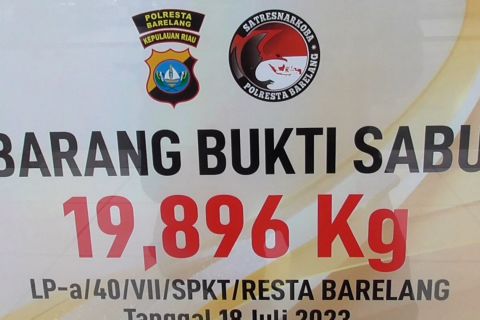 POLRESTA
BARELANG
KEPULAUAN RIAU
SATRESNARKOBA
POLRESTA BARELANG
BARANG BUKTI SABU
19,896 Kg
LP-a/40/VII/SPKT/RESTA BARELANG
Tanggal 18 Juli 2023